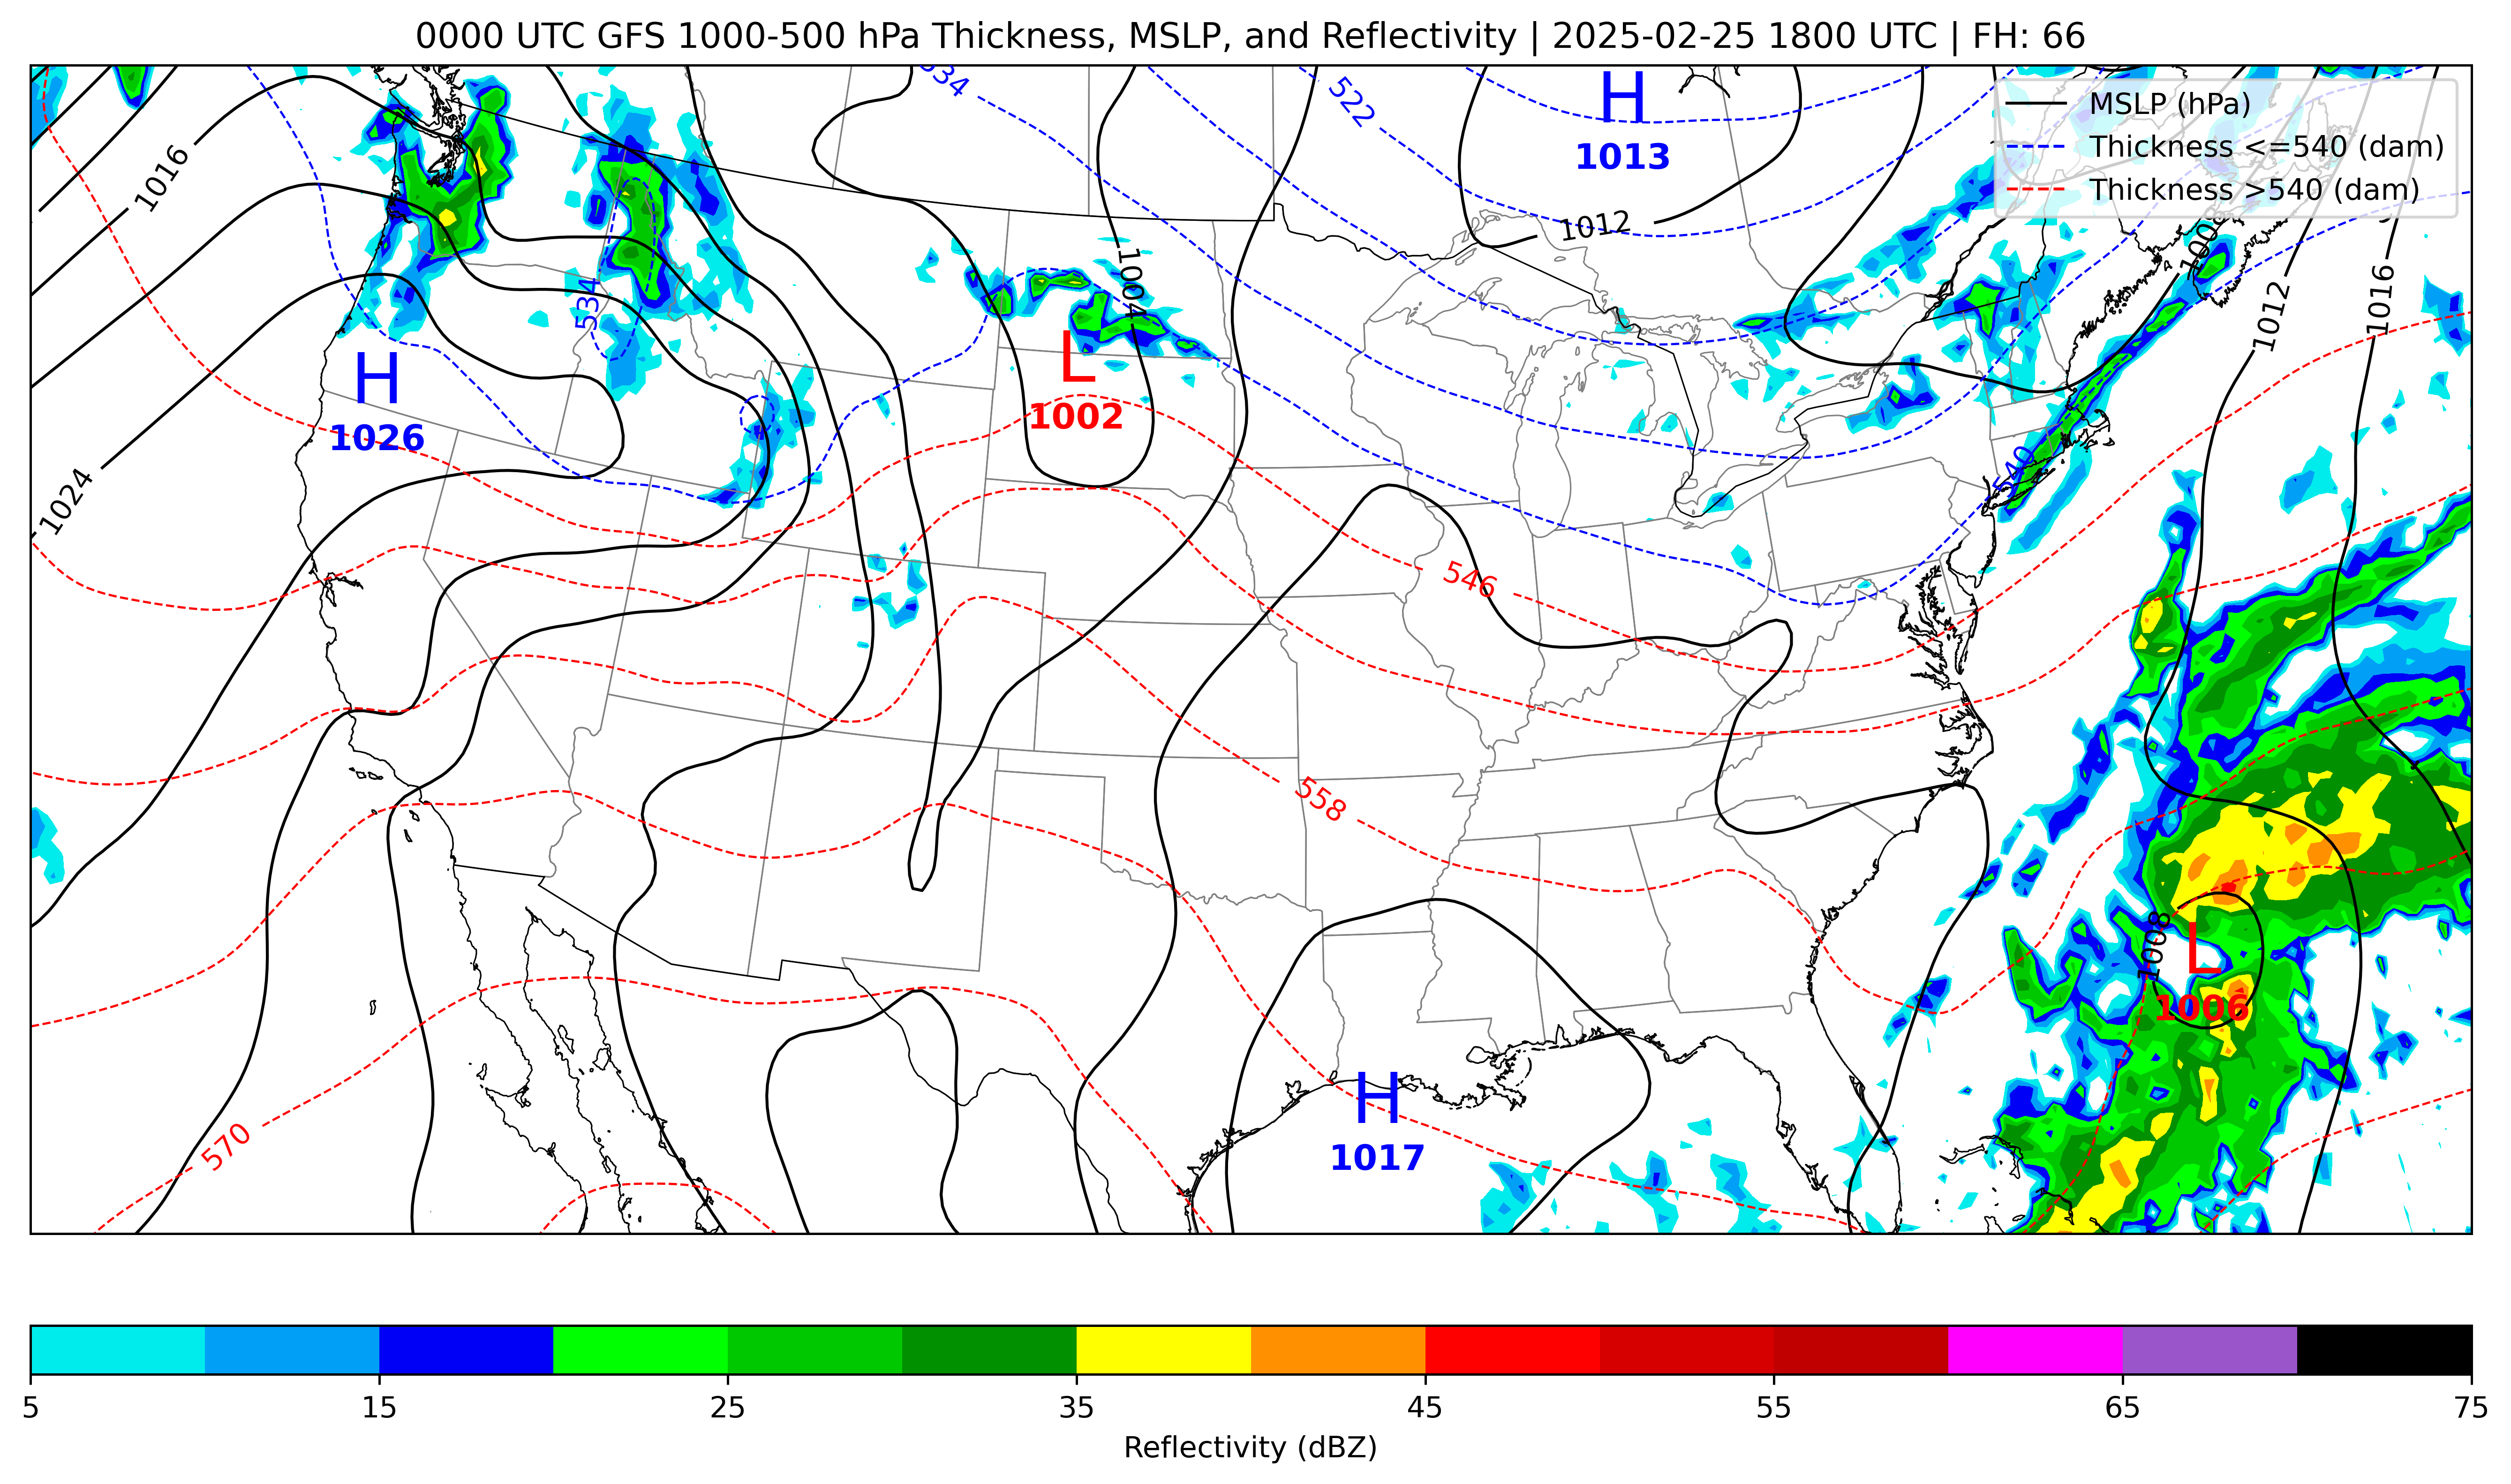 0000 UTC GFS 1000-500 hPa Thickness, MSLP, and Reflectivity | 2025-02-25 1800 UTC | FH: 66
MSLP (hPa)
Thickness <=540 (dam)
Thickness >540 (dam)
534
522
H
1013
1016
1012
1004
1012
1016
534
H
1026
L
1002
1024
540
546
558
1008
L
1006
H
1017
570
5
15
25
35
45
55
65
75
Reflectivity (dBZ)